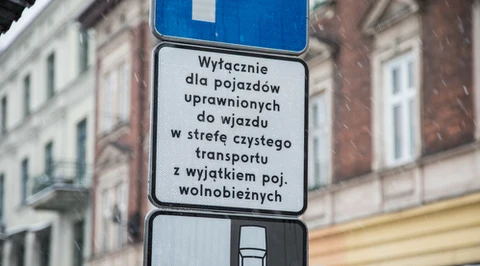 Wyłącznie
dla pojazdów
uprawnionych
do wjazdu
w strefę czystego
transportu
z wyjątkiem poj.
wolnobieżnych